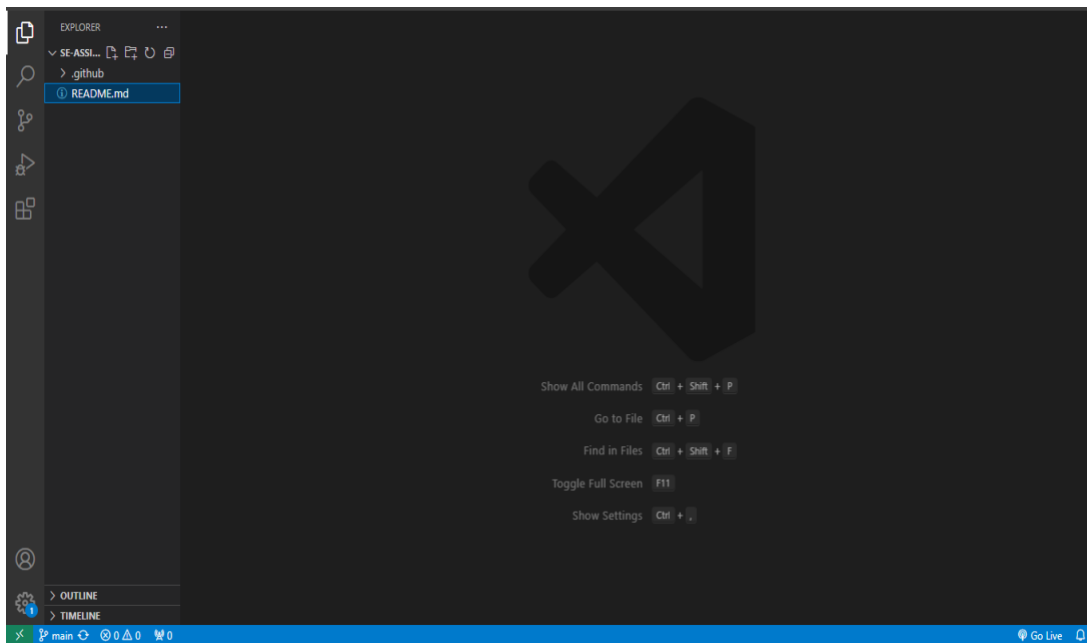 EXPLORER ...
SE-ASSI...
.github
README.md
Show All Commands Ctrl + Shift + P
Go to File Ctrl + P
Find in Files Ctrl + Shift + F
Toggle Full Screen F11
Show Settings Ctrl + ,
1
OUTLINE
TIMELINE
main 0 0 0 Go Live